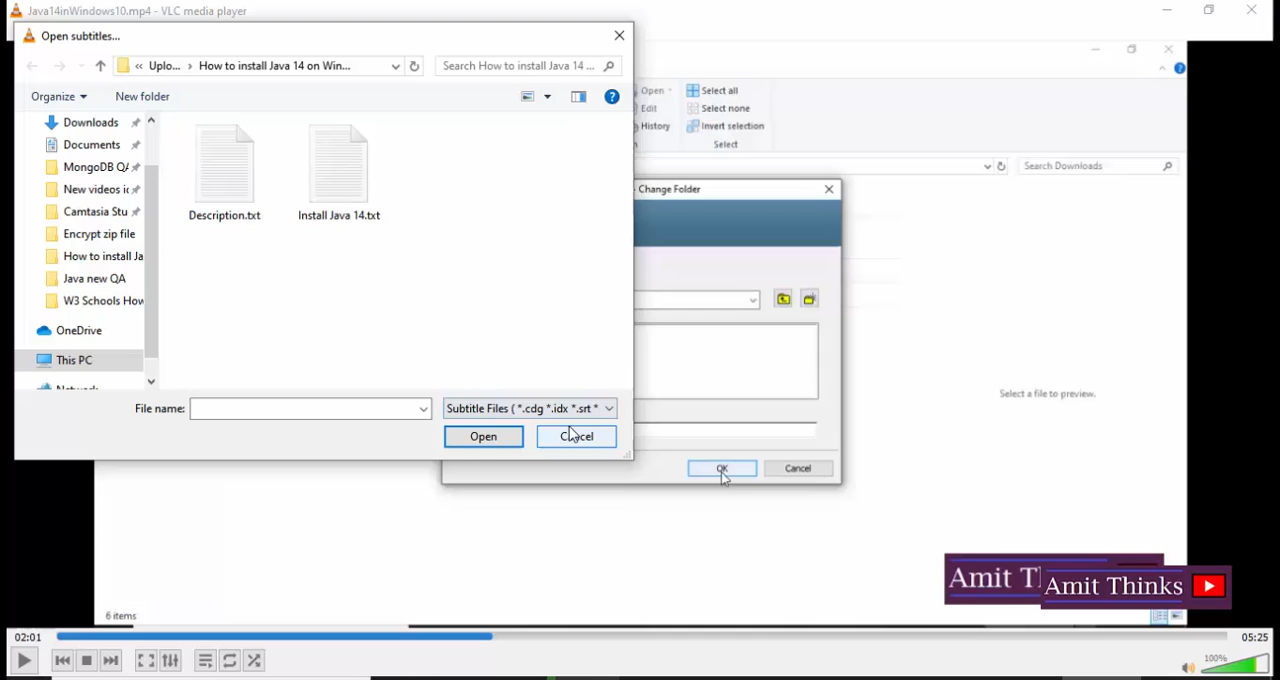 Java14inWindows10.mp4 - VLC media player
Open subtitles...
« Uplo... › How to install Java 14 on Win...
Search How to install Java 14 ...
Organize
New folder
Downloads
Documents
MongoDB QA
New videos ic
Camtasia Stu
Encrypt zip file
How to install Ja
Java new QA
W3 Schools How
OneDrive
This PC
Network
Description.txt
Install Java 14.txt
File name:
Subtitle Files ( *.cdg *.idx *.srt *
Open
Cancel
Open
Edit
History
Select all
Select none
Invert selection
Select
Search Downloads
- Change Folder
OK
Cancel
Select a file to preview.
Amit T
Amit Thinks
6 items
02:01
05:25
100%